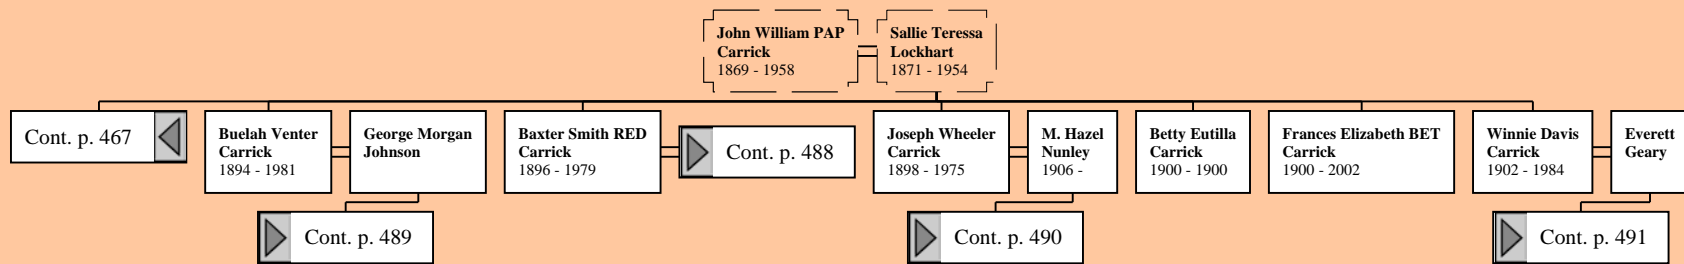 John William PAP
Carrick
1869 - 1958
Sallie Teressa
Lockhart
1871 - 1954
Cont. p. 467
Buelah Venter
Carrick
1894 - 1981
George Morgan
Johnson
Baxter Smith RED
Carrick
1896 - 1979
Cont. p. 488
Joseph Wheeler
Carrick
1898 - 1975
M. Hazel
Nunley
1906 -
Betty Eutilla
Carrick
1900 - 1900
Frances Elizabeth BET
Carrick
1900 - 2002
Winnie Davis
Carrick
1902 - 1984
Everett
Geary
Cont. p. 489
Cont. p. 490
Cont. p. 491